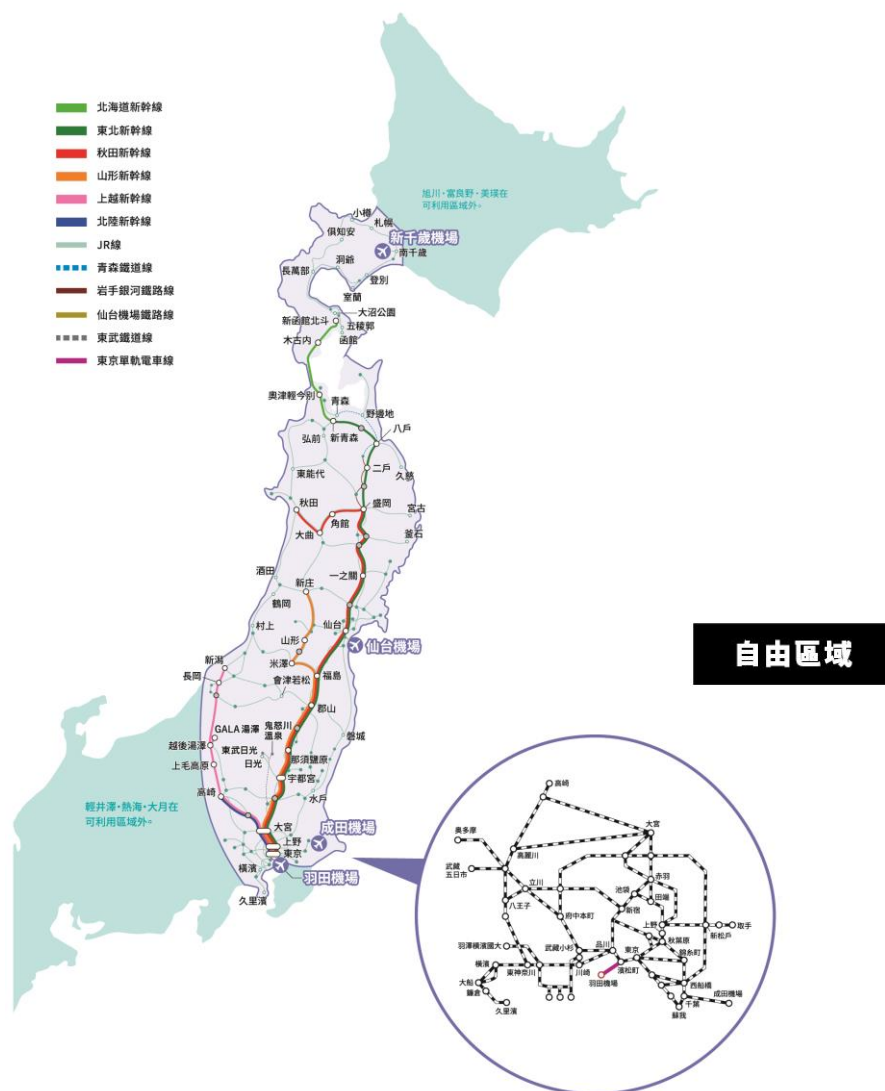 北海道新幹線
東北新幹線
秋田新幹線
山形新幹線
上越新幹線
北陸新幹線
JR線
青森鐵道線
岩手銀河鐵路線
仙台機場鐵路線
東武鐵道線
東京單軌電車線
旭川・富良野・美瑛在
可利用區域外。
小樽
札幌
俱知安
新千歲機場
南千歲
洞爺
長萬部
登別
室蘭
大沼公園
新函館北斗
五稜郭
木古內
函館
奧津輕今別
青森
野邊地
八戶
弘前
新青森
二戶
久慈
東能代
秋田
盛岡
宮古
角館
大曲
釜石
一之關
酒田
新庄
鶴岡
村上
仙台
山形
仙台機場
新潟
米澤
長岡
福島
會津若松
郡山
鬼怒川
溫泉
GALA 湯澤
磐城
越後湯澤
東武日光
那須鹽原
日光
上毛高原
宇都宮
高崎
水戶
輕井澤・熱海・大月在
可利用區域外。
大宮
成田機場
上野
東京
橫濱
羽田機場
久里濱
自由區域
高崎
大宮
奧多摩
高麗川
武藏
五日市
立川
赤羽
池袋
田端
八王子
新宿
府中本町
上野
新松戶
取手
秋葉原
羽澤橫濱國大
武藏小杉
品川
東京
錦糸町
橫濱
東神奈川
川崎
濱松町
羽田機場
西船橋
大船
鎌倉
千葉
成田機場
久里濱
蘇我